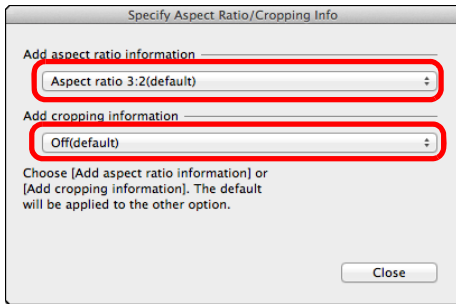 Specify Aspect Ratio/Cropping Info
Add aspect ratio information
Aspect ratio 3:2(default)
Add cropping information
Off(default)
Choose [Add aspect ratio information] or
[Add cropping information]. The default
will be applied to the other option.
Close